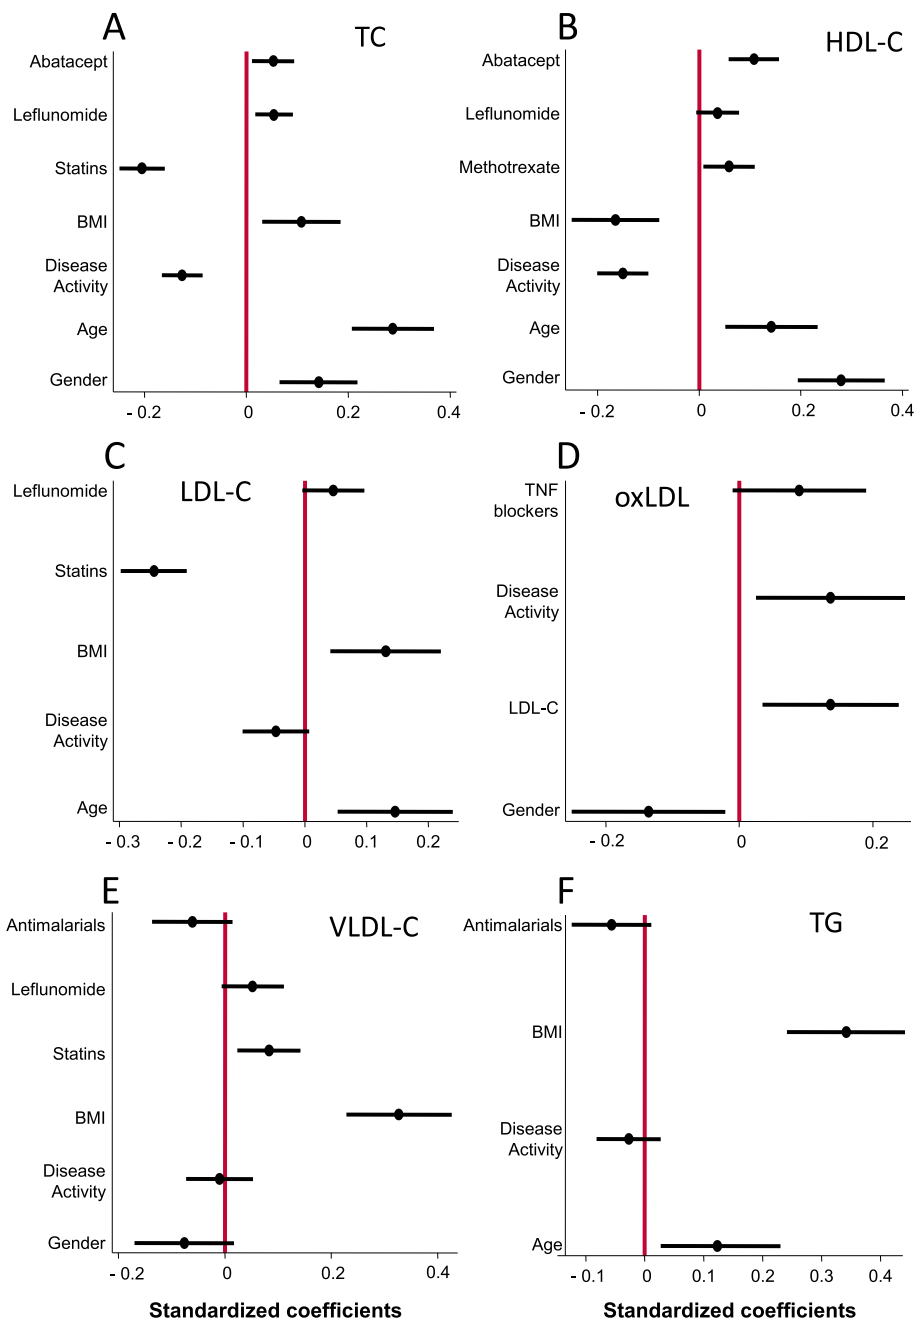 A
TC
Abatacept
Leflunomide
Statins
BMI
Disease
Activity
Age
Gender
- 0.2
0
0.2
0.4
B
HDL-C
Abatacept
Leflunomide
Methotrexate
BMI
Disease
Activity
Age
Gender
- 0.2
0
0.2
0.4
C
LDL-C
Leflunomide
Statins
BMI
Disease
Activity
Age
- 0.3
- 0.2
- 0.1
0
0.1
0.2
D
oxLDL
TNF
blockers
Disease
Activity
LDL-C
Gender
- 0.2
0
0.2
E
VLDL-C
Antimalarials
Leflunomide
Statins
BMI
Disease
Activity
Gender
- 0.2
0
0.2
0.4
Standardized coefficients
F
TG
Antimalarials
BMI
Disease
Activity
Age
- 0.1
0
0.1
0.2
0.3
0.4
Standardized coefficients